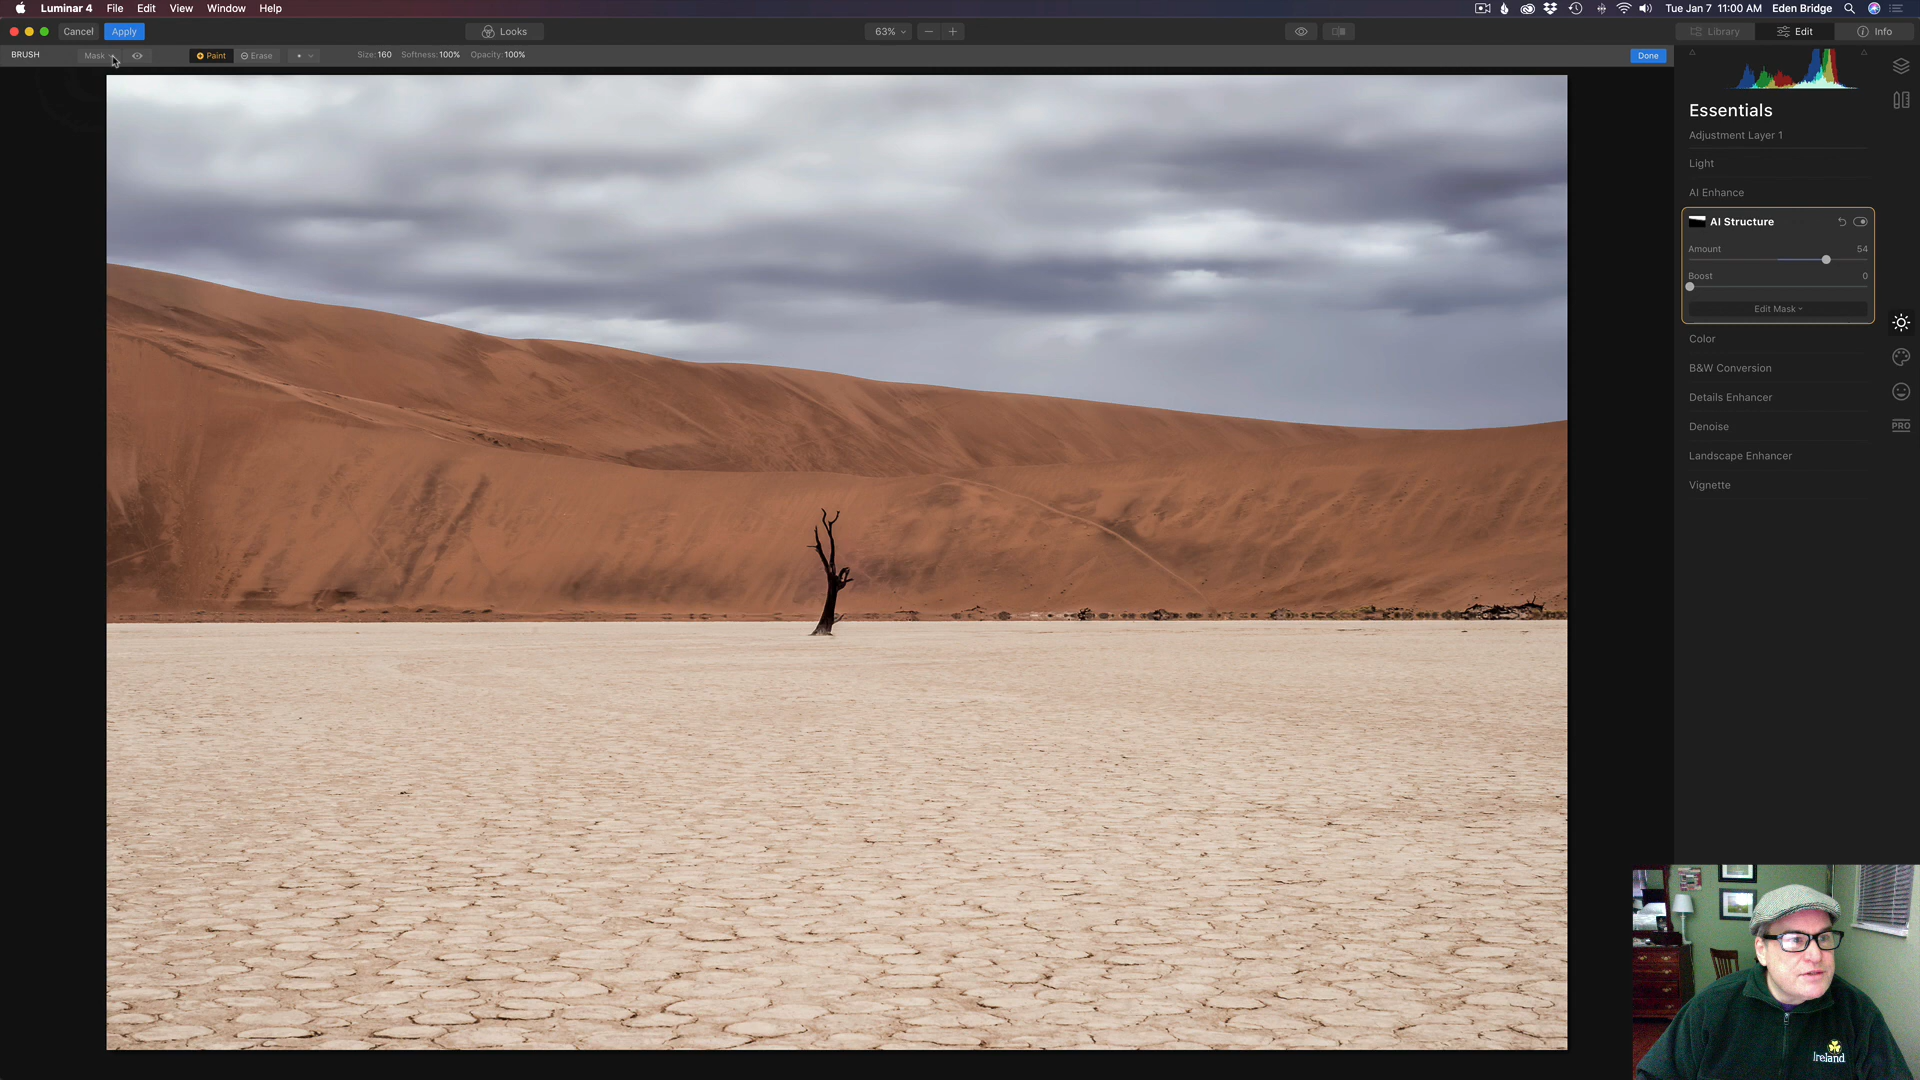 Luminar 4 File Edit View Window Help Tue Jan 7 11:00 AM Eden Bridge
Cancel Apply Looks 63% Library Edit Info
BRUSH Mask Paint Erase Size: 160 Softness: 100% Opacity: 100% Done
Essentials
Adjustment Layer 1
Light
AI Enhance
AI Structure
Amount 54
Boost 0
Edit Mask
Color
B&W Conversion
Details Enhancer
PRO
Denoise
Landscape Enhancer
Vignette
Ireland